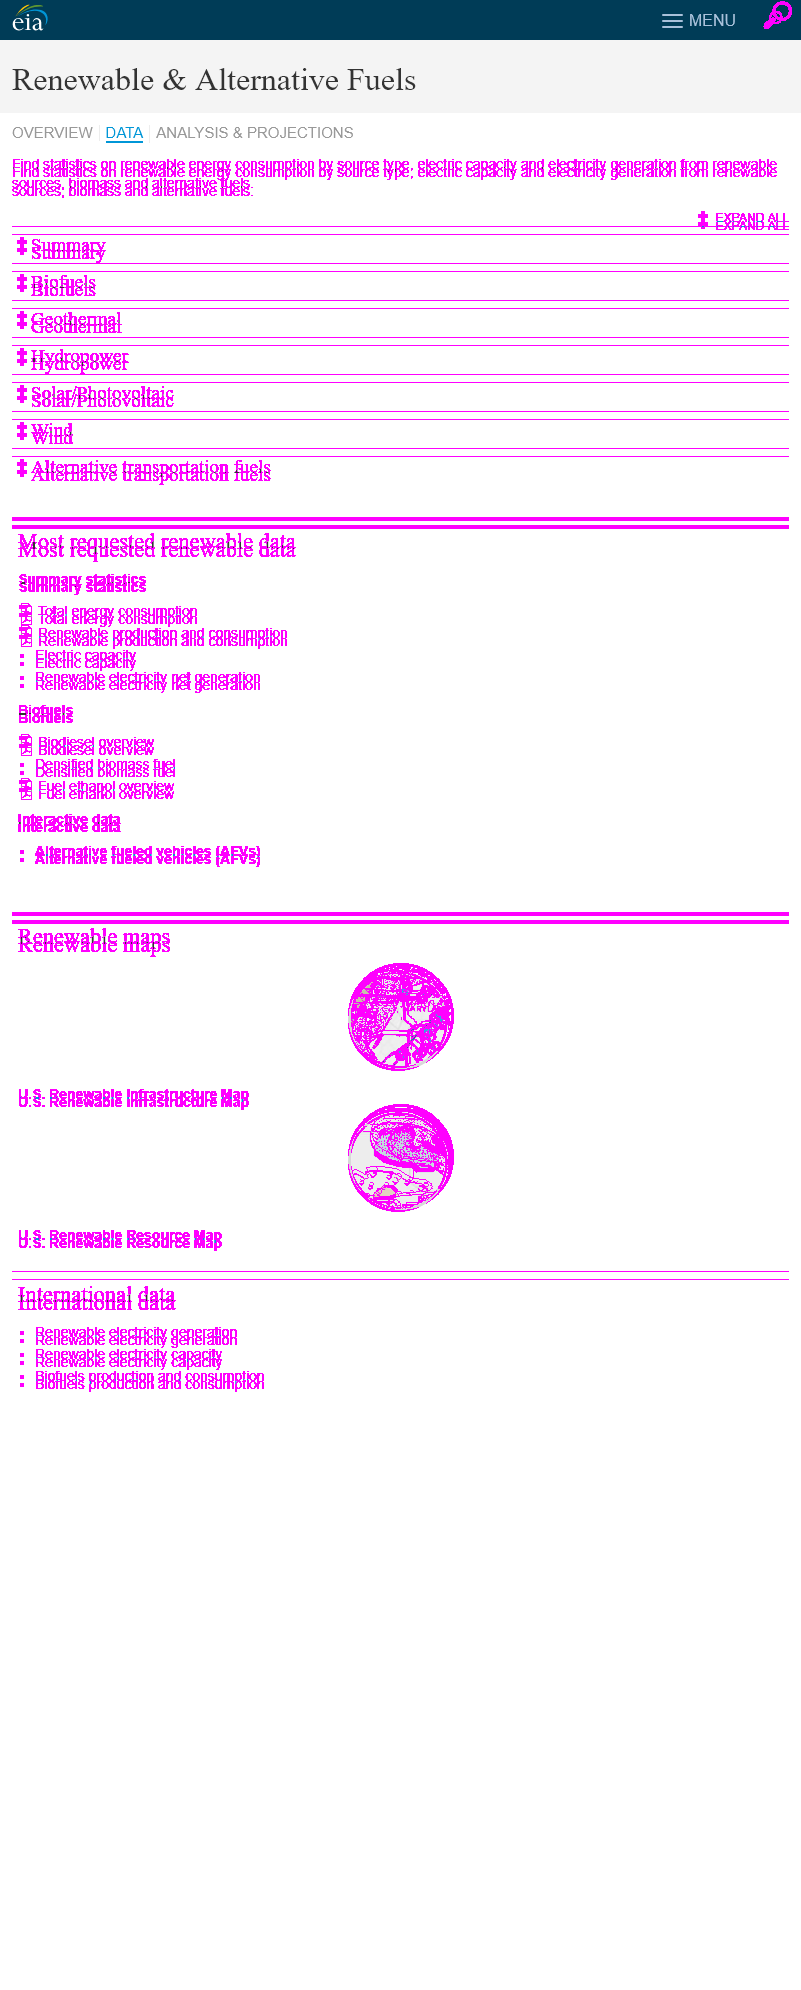 eia
MENU
Renewable & Alternative Fuels
OVERVIEW
DATA
ANALYSIS & PROJECTIONS
Find statistics on renewable energy consumption by source type, electric capacity and electricity generation from renewable
sources, biomass and alternative fuels.
EXPAND ALL
Summary
Biofuels
Geothermal
Hydropower
Solar/Photovoltaic
Wind
Alternative transportation fuels
Most requested renewable data
Summary statistics
Total energy consumption
Renewable production and consumption
Electric capacity
Renewable electricity net generation
Biofuels
Biodiesel overview
Densified biomass fuel
Fuel ethanol overview
Interactive data
Alternative fueled vehicles (AFVs)
Renewable maps
U.S. Renewable Infrastructure Map
U.S. Renewable Resource Map
International data
Renewable electricity generation
Renewable electricity capacity
Biofuels production and consumption